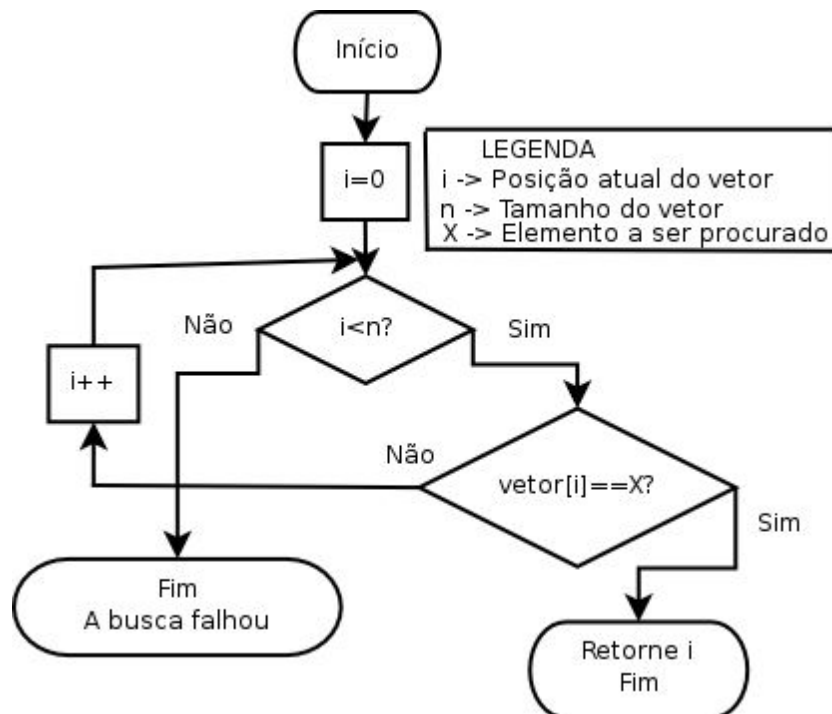 Início
i=0
LEGENDA
i -> Posição atual do vetor
n -> Tamanho do vetor
X -> Elemento a ser procurado
Não
i<n?
Sim
i++
Não
vetor[i]==X?
Sim
Fim
A busca falhou
Retorne i
Fim